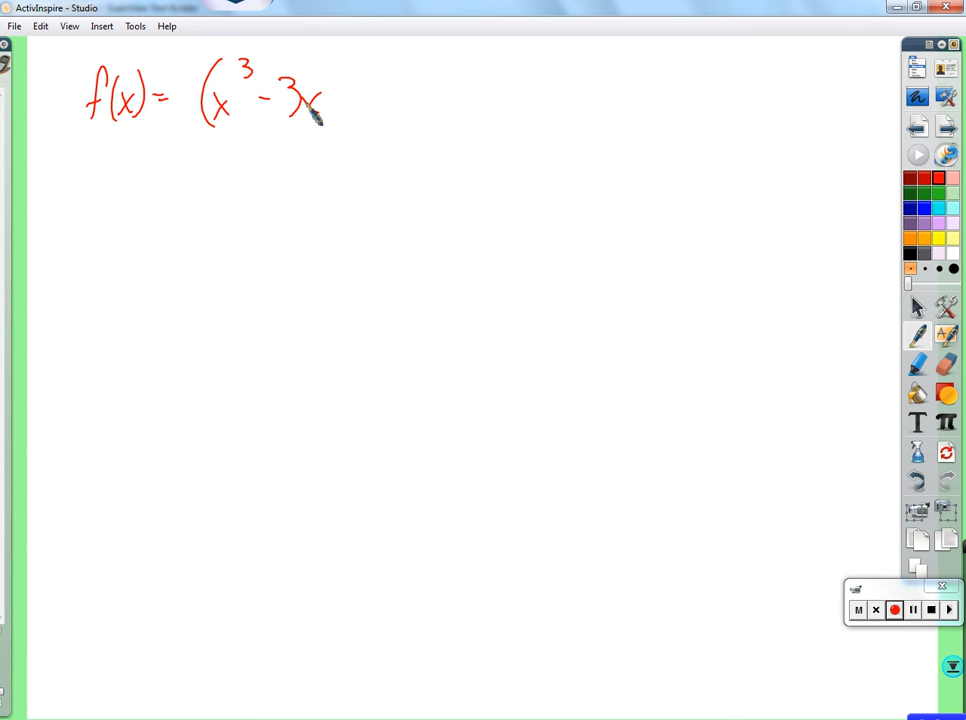 ActivInspire - Studio
File Edit View Insert Tools Help
f(x) = (x³ - 3x
M
T π